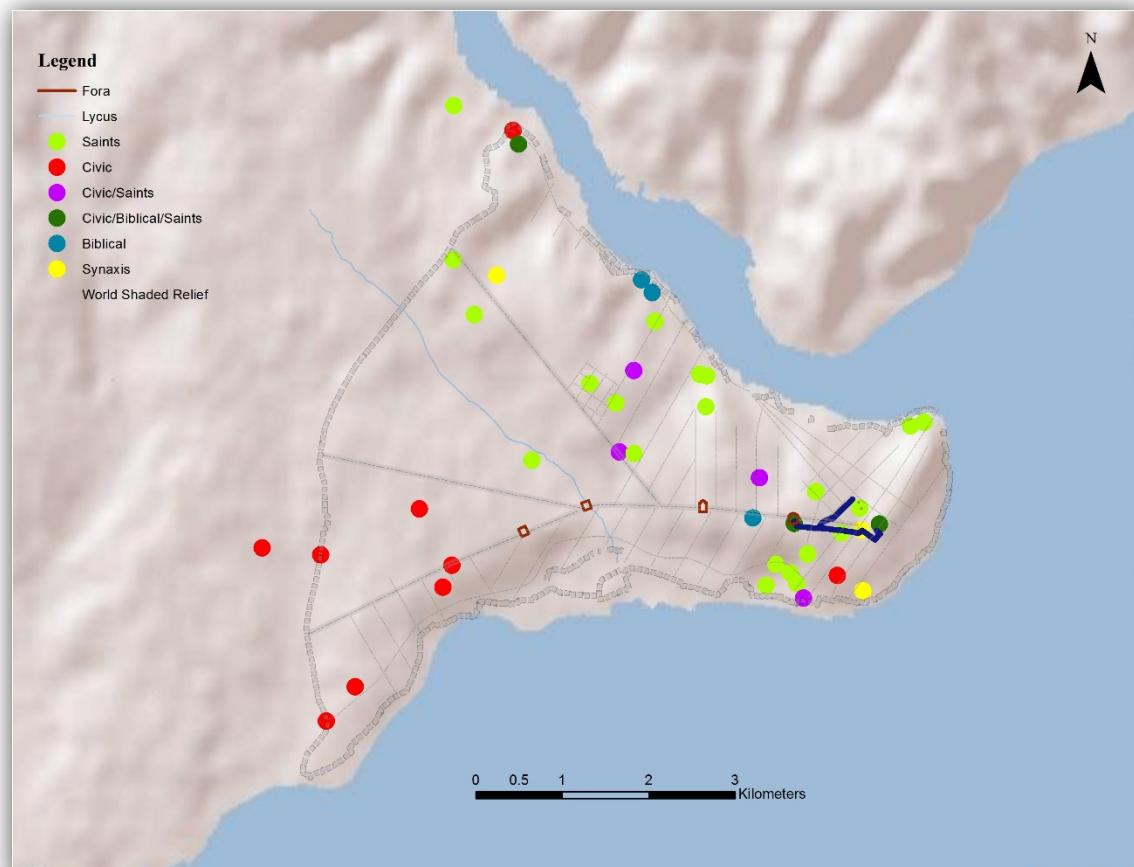 Legend
Fora
Lycus
Saints
Civic
Civic/Saints
Civic/Biblical/Saints
Biblical
Synaxis
World Shaded Relief
N
0 0.5 1 2 3
Kilometers